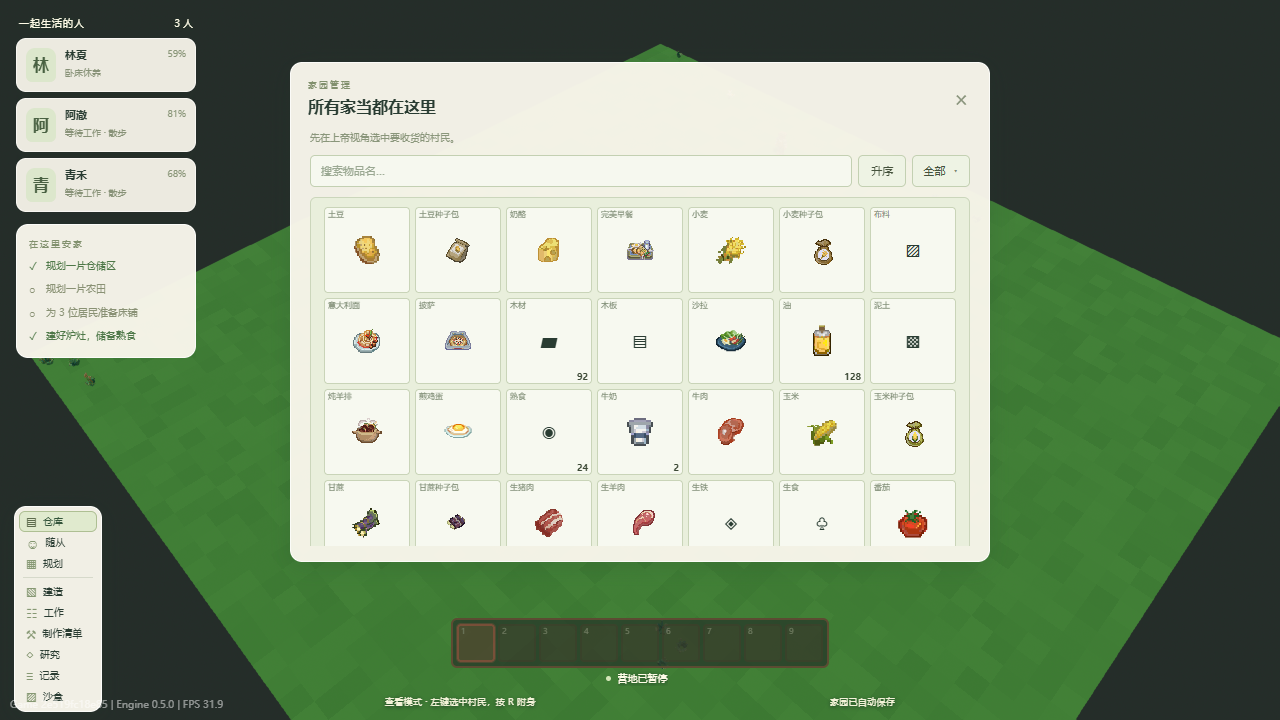 一起生活的人 3 人
林 林夏 59%
卧床休养
阿 阿澈 81%
等待工作 · 散步
青 青禾 68%
等待工作 · 散步
在这里安家
✓ 规划一片仓储区
○ 规划一片农田
○ 为 3 位居民准备床铺
✓ 建好炉灶，储备熟食
家园管理
所有家当都在这里
×
先在上帝视角选中要收货的村民。
搜索物品名... 升序 全部
土豆 土豆种子包 奶酪 完美早餐 小麦 小麦种子包 布料
意大利面 披萨 木材 木板 沙拉 油 泥土
92 128
炖羊排 煎鸡蛋 熟食 牛奶 牛肉 玉米 玉米种子包
24 2
甘蔗 甘蔗种子包 生猪肉 生羊肉 生铁 生食 番茄
仓库
随从
规划
建造
工作
制作清单
研究
记录
沙盒
1 2 3 4 5 6 7 8 9
营地已暂停
| Engine 0.5.0 | FPS 31.9
查看模式 · 左键选中村民，按 R 附身
家园已自动保存